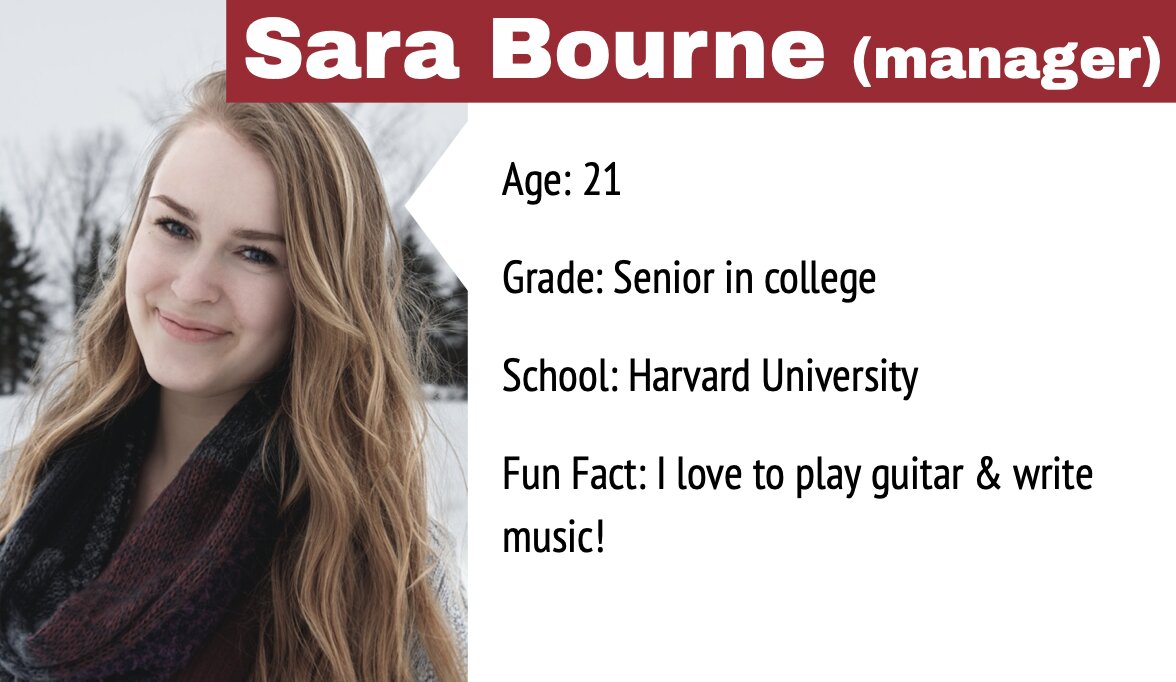 Sara Bourne (manager)
Age: 21
Grade: Senior in college
School: Harvard University
Fun Fact: I love to play guitar & write
music!